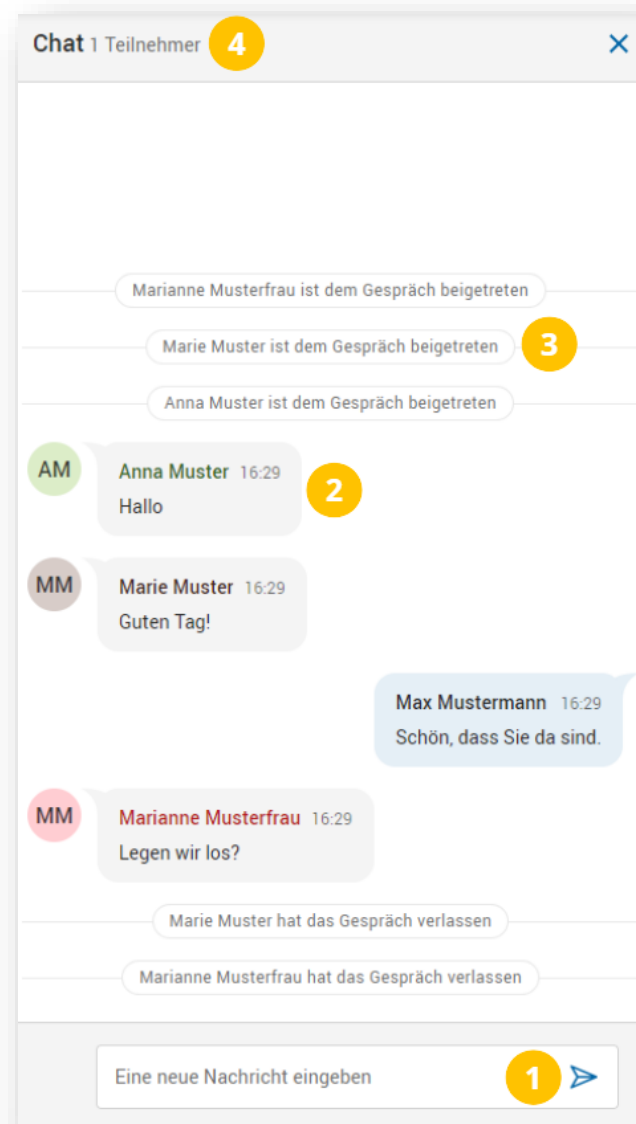 Chat 1 Teilnehmer 4
Marianne Musterfrau ist dem Gespräch beigetreten
Marie Muster ist dem Gespräch beigetreten 3
Anna Muster ist dem Gespräch beigetreten
AM
Anna Muster 16:29
Hallo
2
MM
Marie Muster 16:29
Guten Tag!
Max Mustermann 16:29
Schön, dass Sie da sind.
MM
Marianne Musterfrau 16:29
Legen wir los?
Marie Muster hat das Gespräch verlassen
Marianne Musterfrau hat das Gespräch verlassen
Eine neue Nachricht eingeben 1